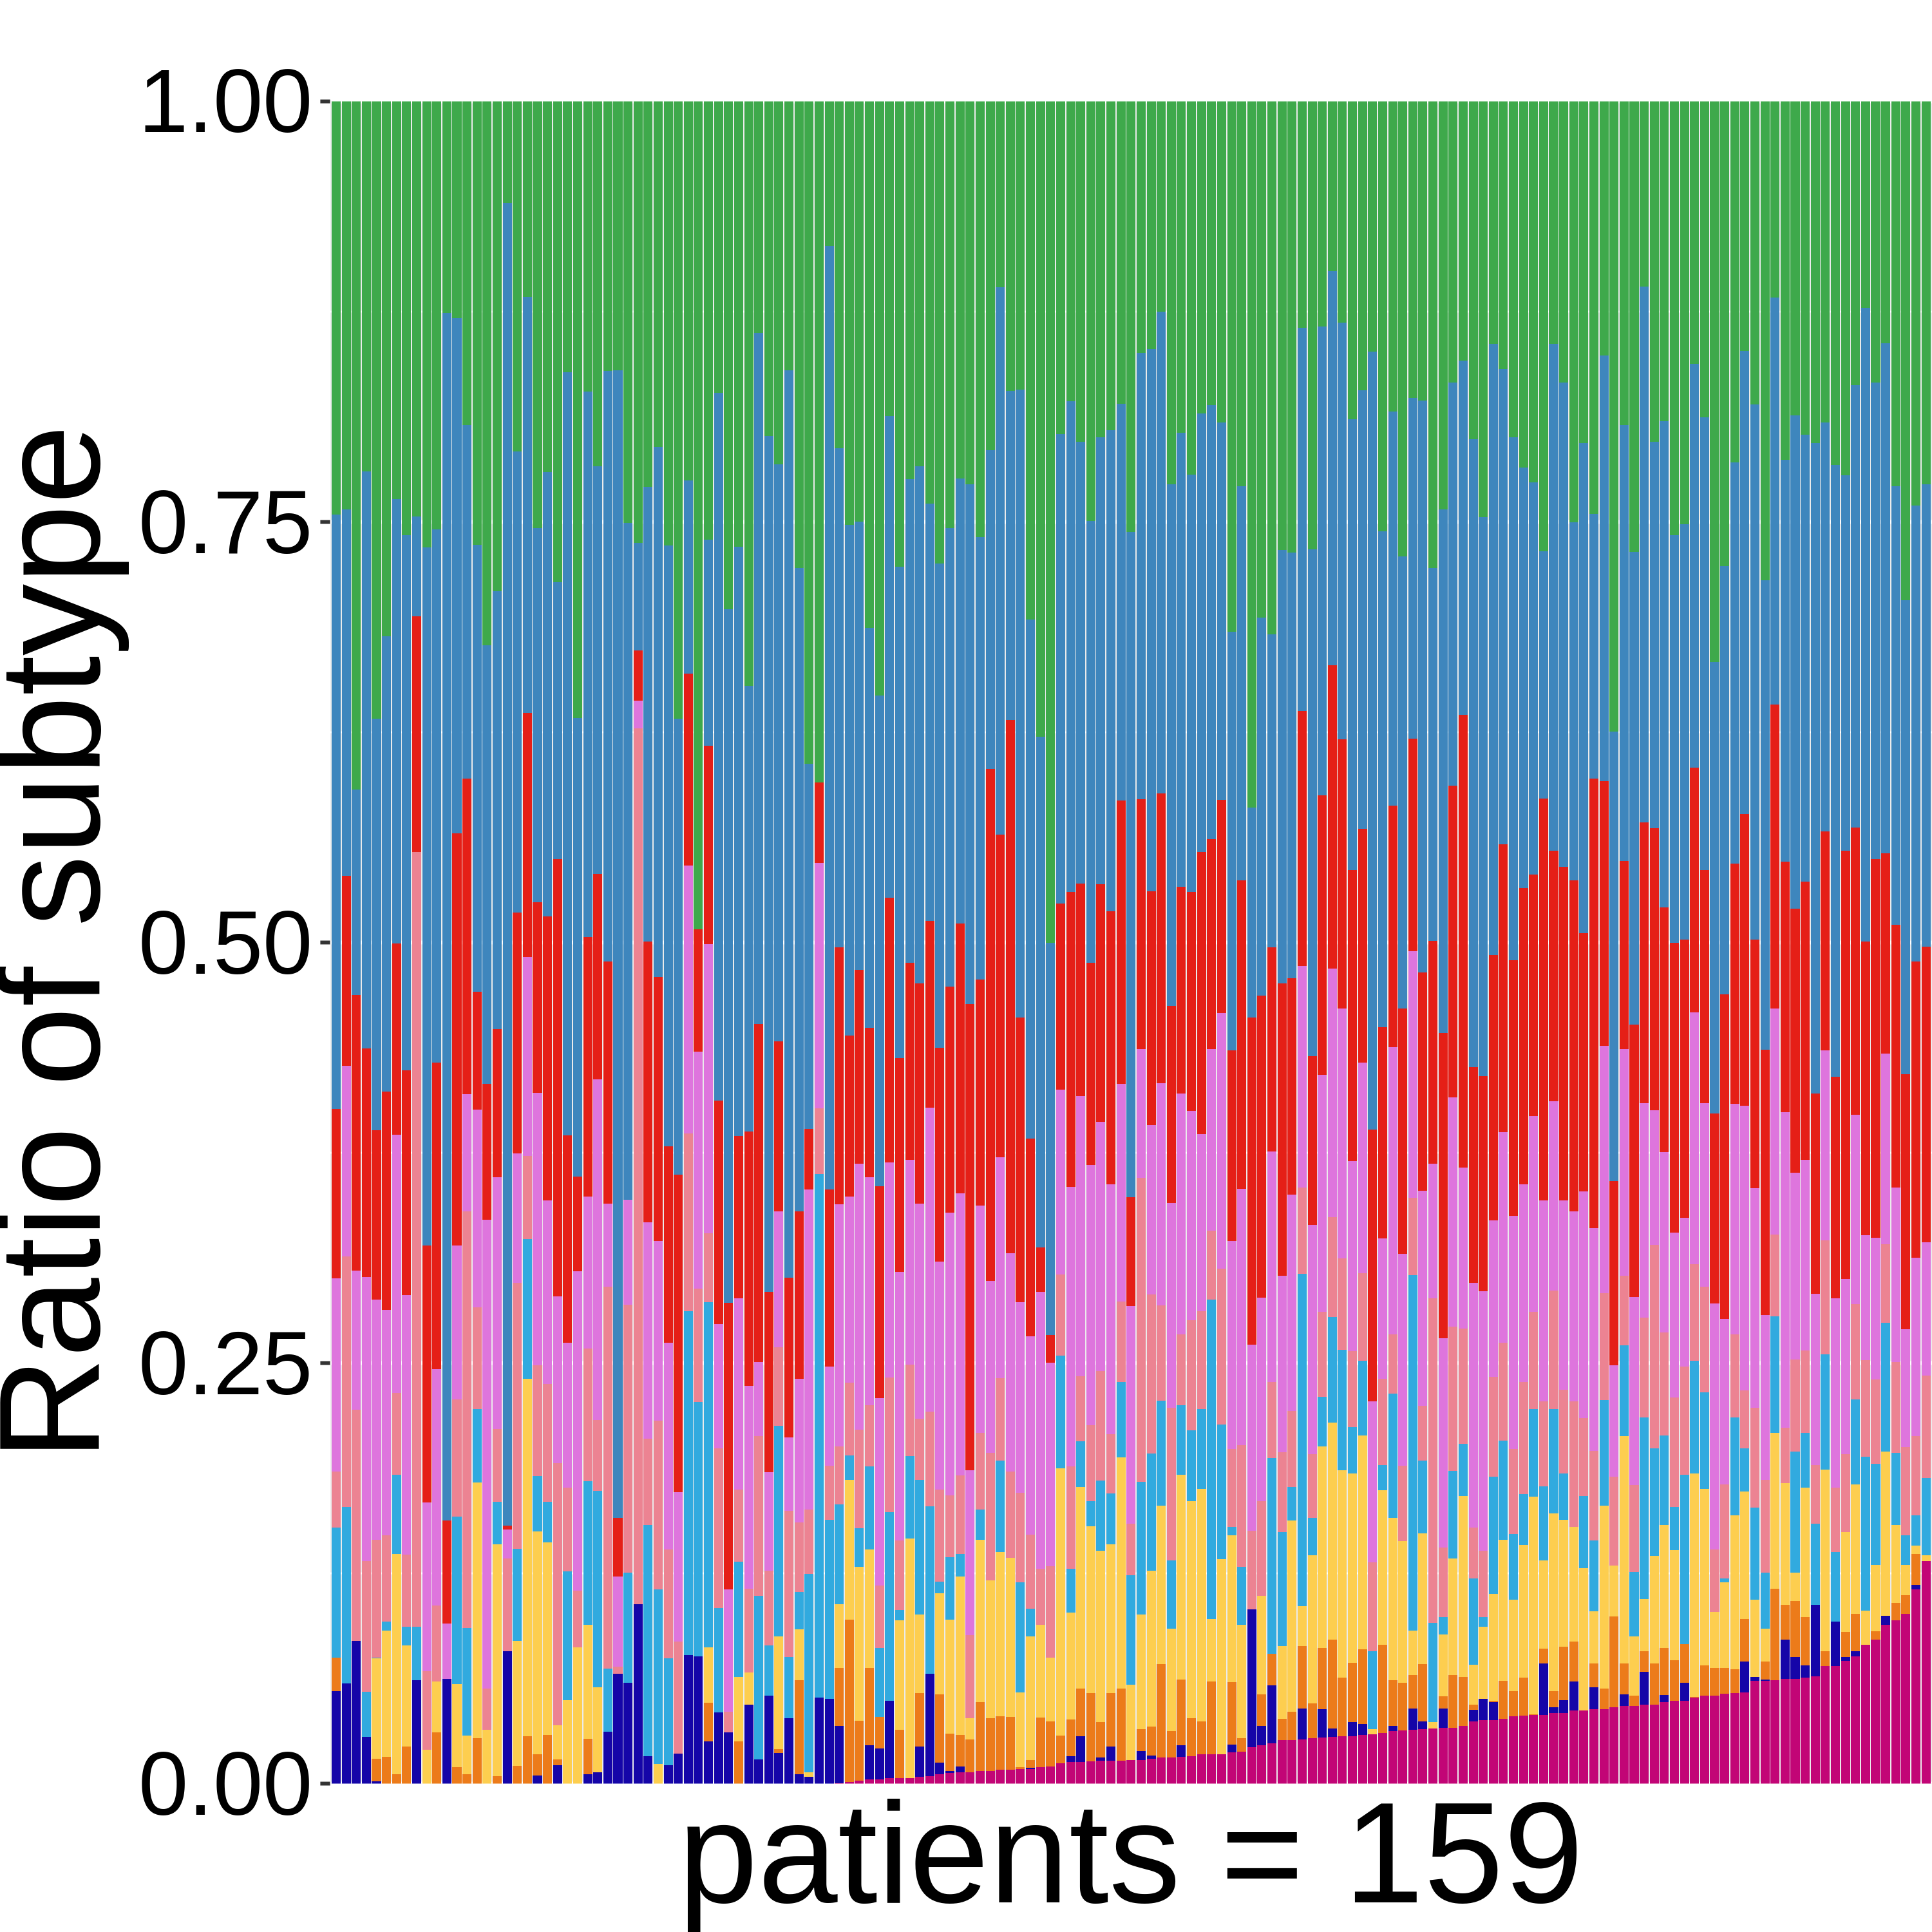 Ratio of subtype
1.00
0.75
0.50
0.25
0.00
patients = 159